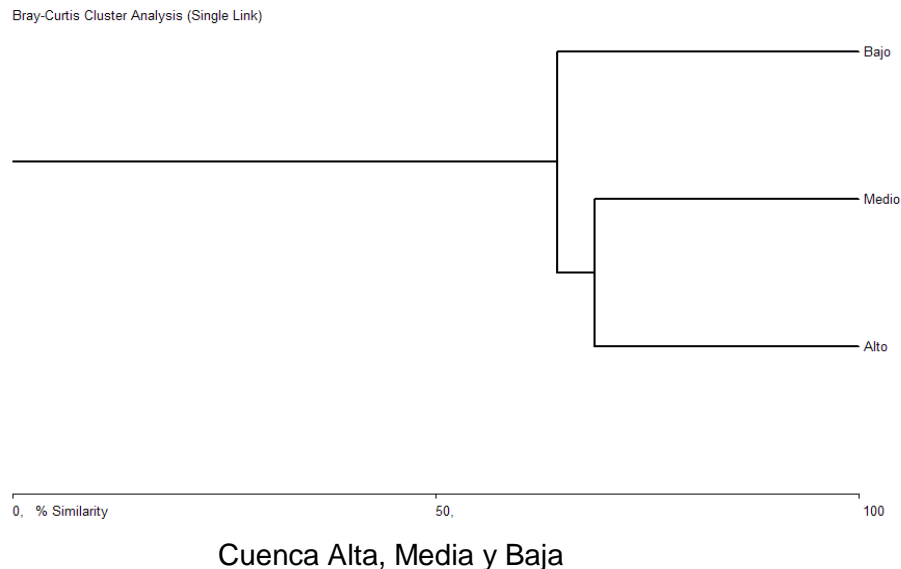 Bray-Curtis Cluster Analysis (Single Link)
Bajo
Medio
Alto
0, % Similarity 50, 100
Cuenca Alta, Media y Baja